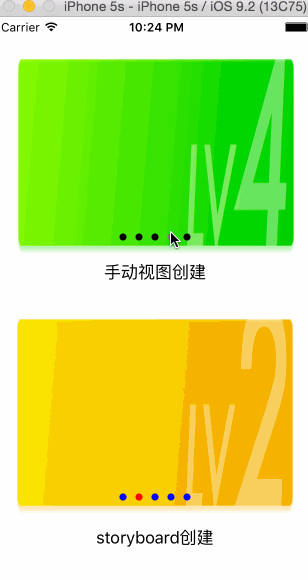 iPhone 5s - iPhone 5s / iOS 9.2 (13C75)
Carrer 10:24 PM
LV4
手动视图创建
LV2
storyboard创建